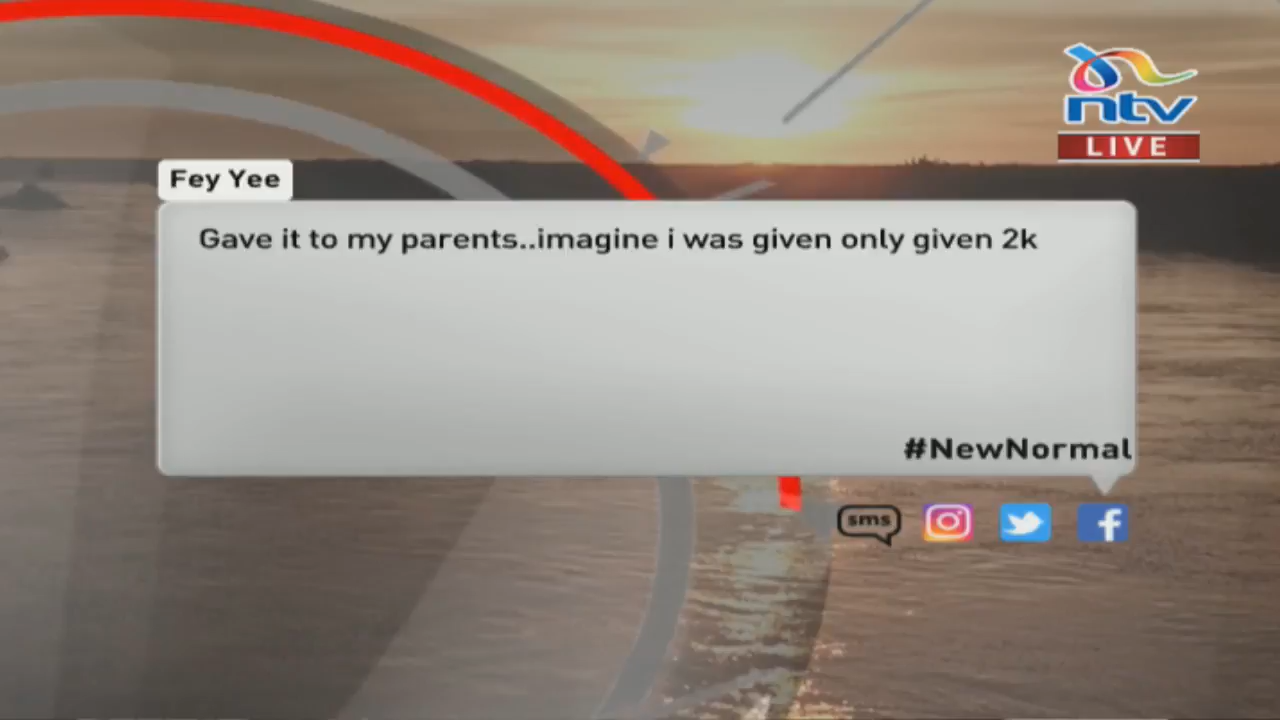 ntv
LIVE
Fey Yee
Gave it to my parents..imagine i was given only given 2k
#NewNormal
sms